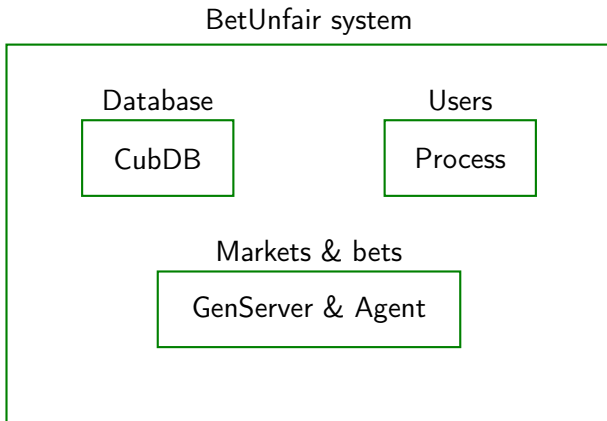 BetUnfair system
Database
Users
CubDB
Process
Markets & bets
GenServer & Agent